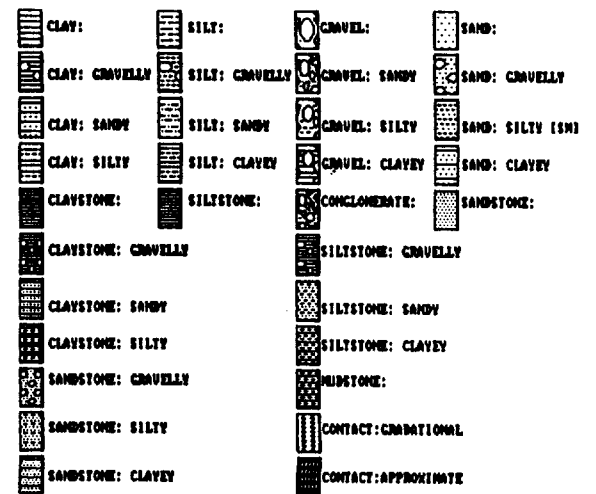 CLAY: SILT: GRAVEL: SAND:
CLAY: GRAVELLY SILT: GRAVELLY GRAVEL: SANDY SAND: GRAVELLY
CLAY: SANDY SILT: SANDY GRAVEL: SILTY SAND: SILTY [SM]
CLAY: SILTY SILT: CLAYEY GRAVEL: CLAYEY SAND: CLAYEY
CLAYSTONE: SILTSTONE: CONGLOMERATE: SANDSTONE:
CLAYSTONE: GRAVELLY SILTSTONE: GRAVELLY
CLAYSTONE: SANDY SILTSTONE: SANDY
CLAYSTONE: SILTY SILTSTONE: CLAYEY
SANDSTONE: GRAVELLY MUDSTONE:
SANDSTONE: SILTY CONTACT:GRADATIONAL
SANDSTONE: CLAYEY CONTACT:APPROXIMATE